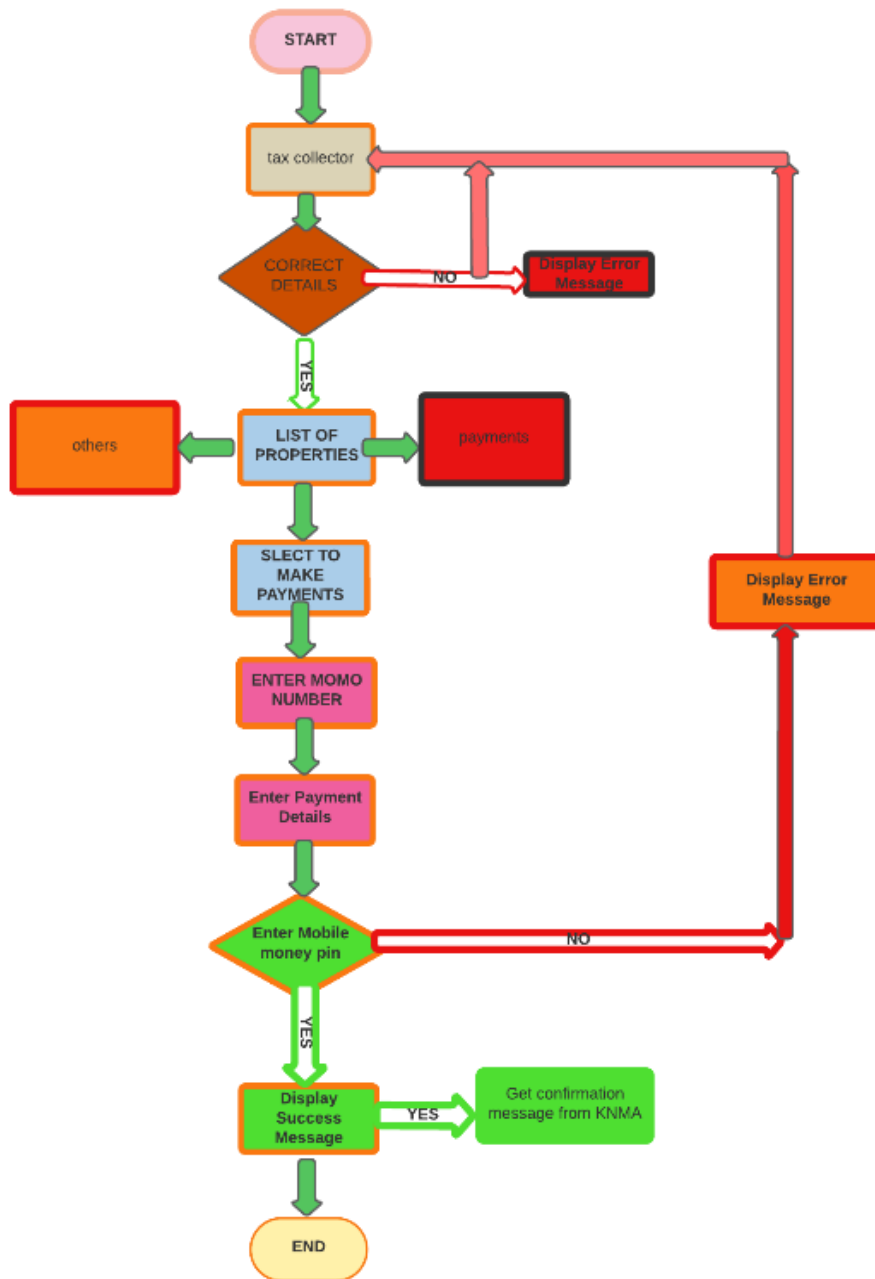 START
tax collector
CORRECT
DETAILS
NO
Display Error
Message
YES
others
LIST OF
PROPERTIES
payments
SLECT TO
MAKE
PAYMENTS
Display Error
Message
ENTER MOMO
NUMBER
Enter Payment
Details
Enter Mobile
money pin
NO
YES
Display
Success
Message
YES
Get confirmation
message from KNMA
END